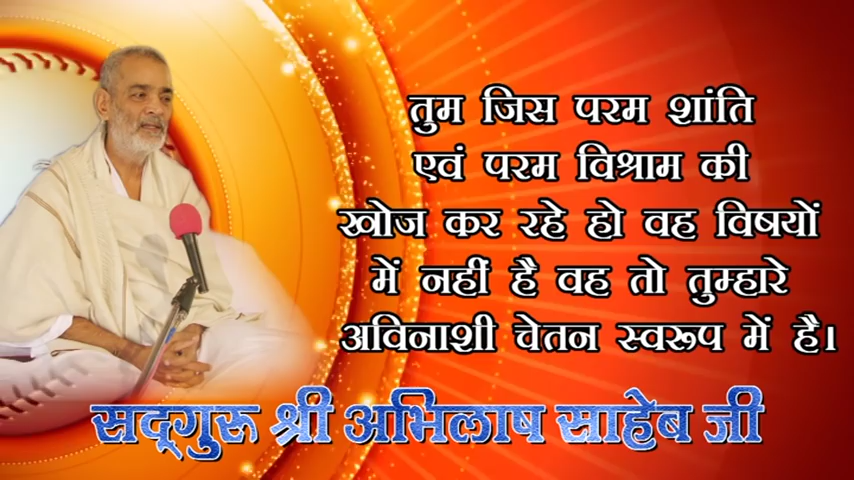 तुम जिस परम शांति
एवं परम विश्राम की
खोज कर रहे हो वह विषयों
में नहीं है वह तो तुम्हारे
अविनाशी चेतन स्वरूप में है।
सद्गुरु श्री अभिलाष साहेब जी